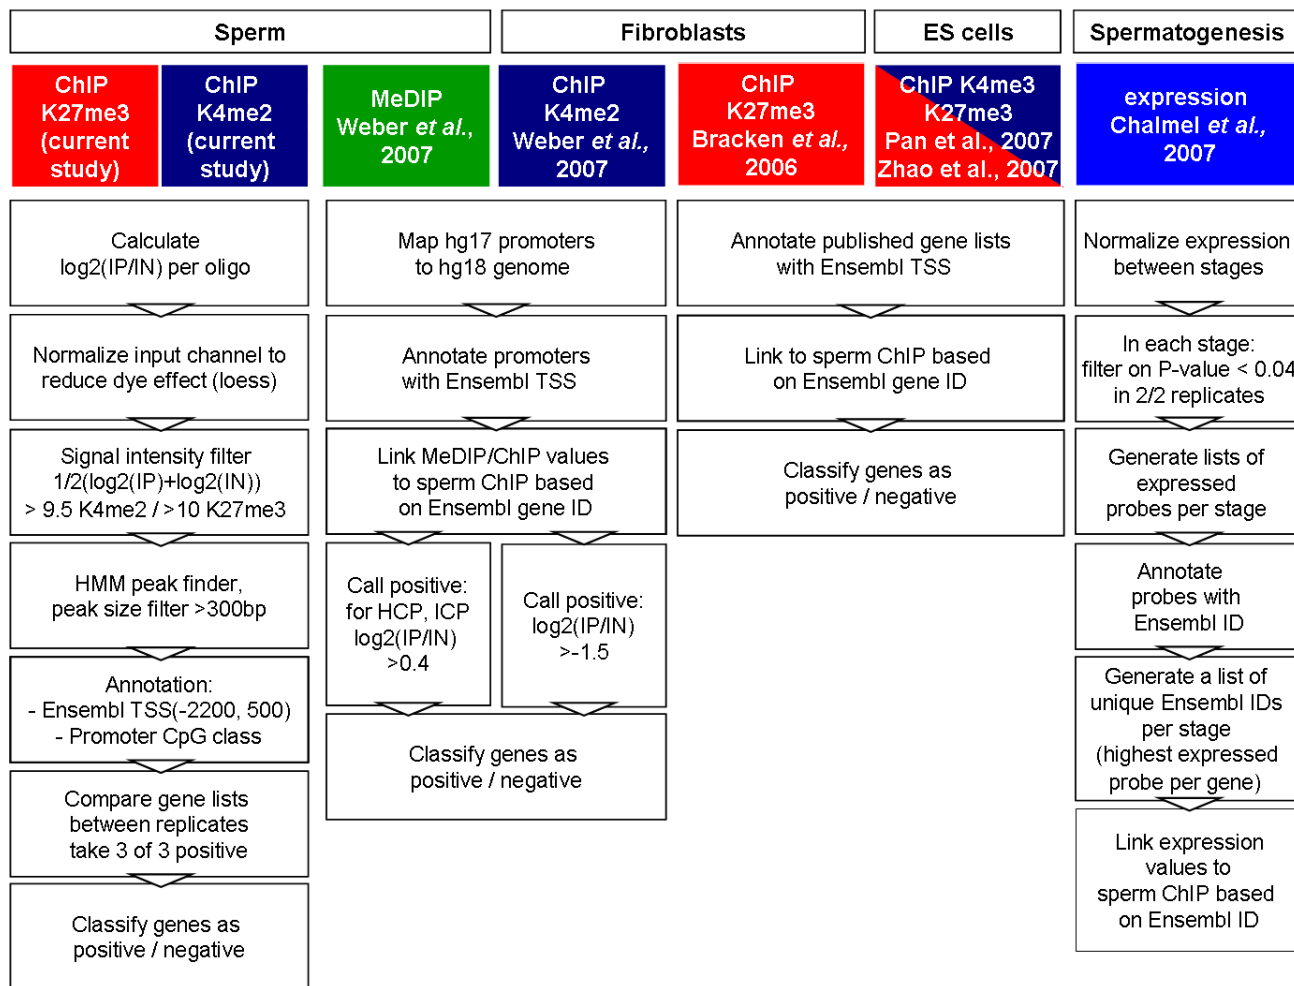 Sperm
Fibroblasts
ES cells
Spermatogenesis
ChIP
K27me3
(current
study)
ChIP
K4me2
(current
study)
MeDIP
Weber et al.,
2007
ChIP
K4me2
Weber et al.,
2007
ChIP
K27me3
Bracken et al.,
2006
ChIP K4me3
K27me3
Pan et al., 2007
Zhao et al., 2007
expression
Chalmel et al.,
2007
Calculate
log2(IP/IN) per oligo
Normalize input channel to
reduce dye effect (loess)
Signal intensity filter
1/2(log2(IP)+log2(IN))
> 9.5 K4me2 / >10 K27me3
HMM peak finder,
peak size filter >300bp
Annotation:
- Ensembl TSS(-2200, 500)
- Promoter CpG class
Compare gene lists
between replicates
take 3 of 3 positive
Classify genes as
positive / negative
Map hg17 promoters
to hg18 genome
Annotate promoters
with Ensembl TSS
Link MeDIP/ChIP values
to sperm ChIP based
on Ensembl gene ID
Call positive:
for HCP, ICP
log2(IP/IN)
>0.4
Call positive:
log2(IP/IN)
>-1.5
Classify genes as
positive / negative
Annotate published gene lists
with Ensembl TSS
Link to sperm ChIP based
on Ensembl gene ID
Classify genes as
positive / negative
Normalize expression
between stages
In each stage:
filter on P-value < 0.04
in 2/2 replicates
Generate lists of
expressed
probes per stage
Annotate
probes with
Ensembl ID
Generate a list of
unique Ensembl IDs
per stage
(highest expressed
probe per gene)
Link expression
values to
sperm ChIP based
on Ensembl ID